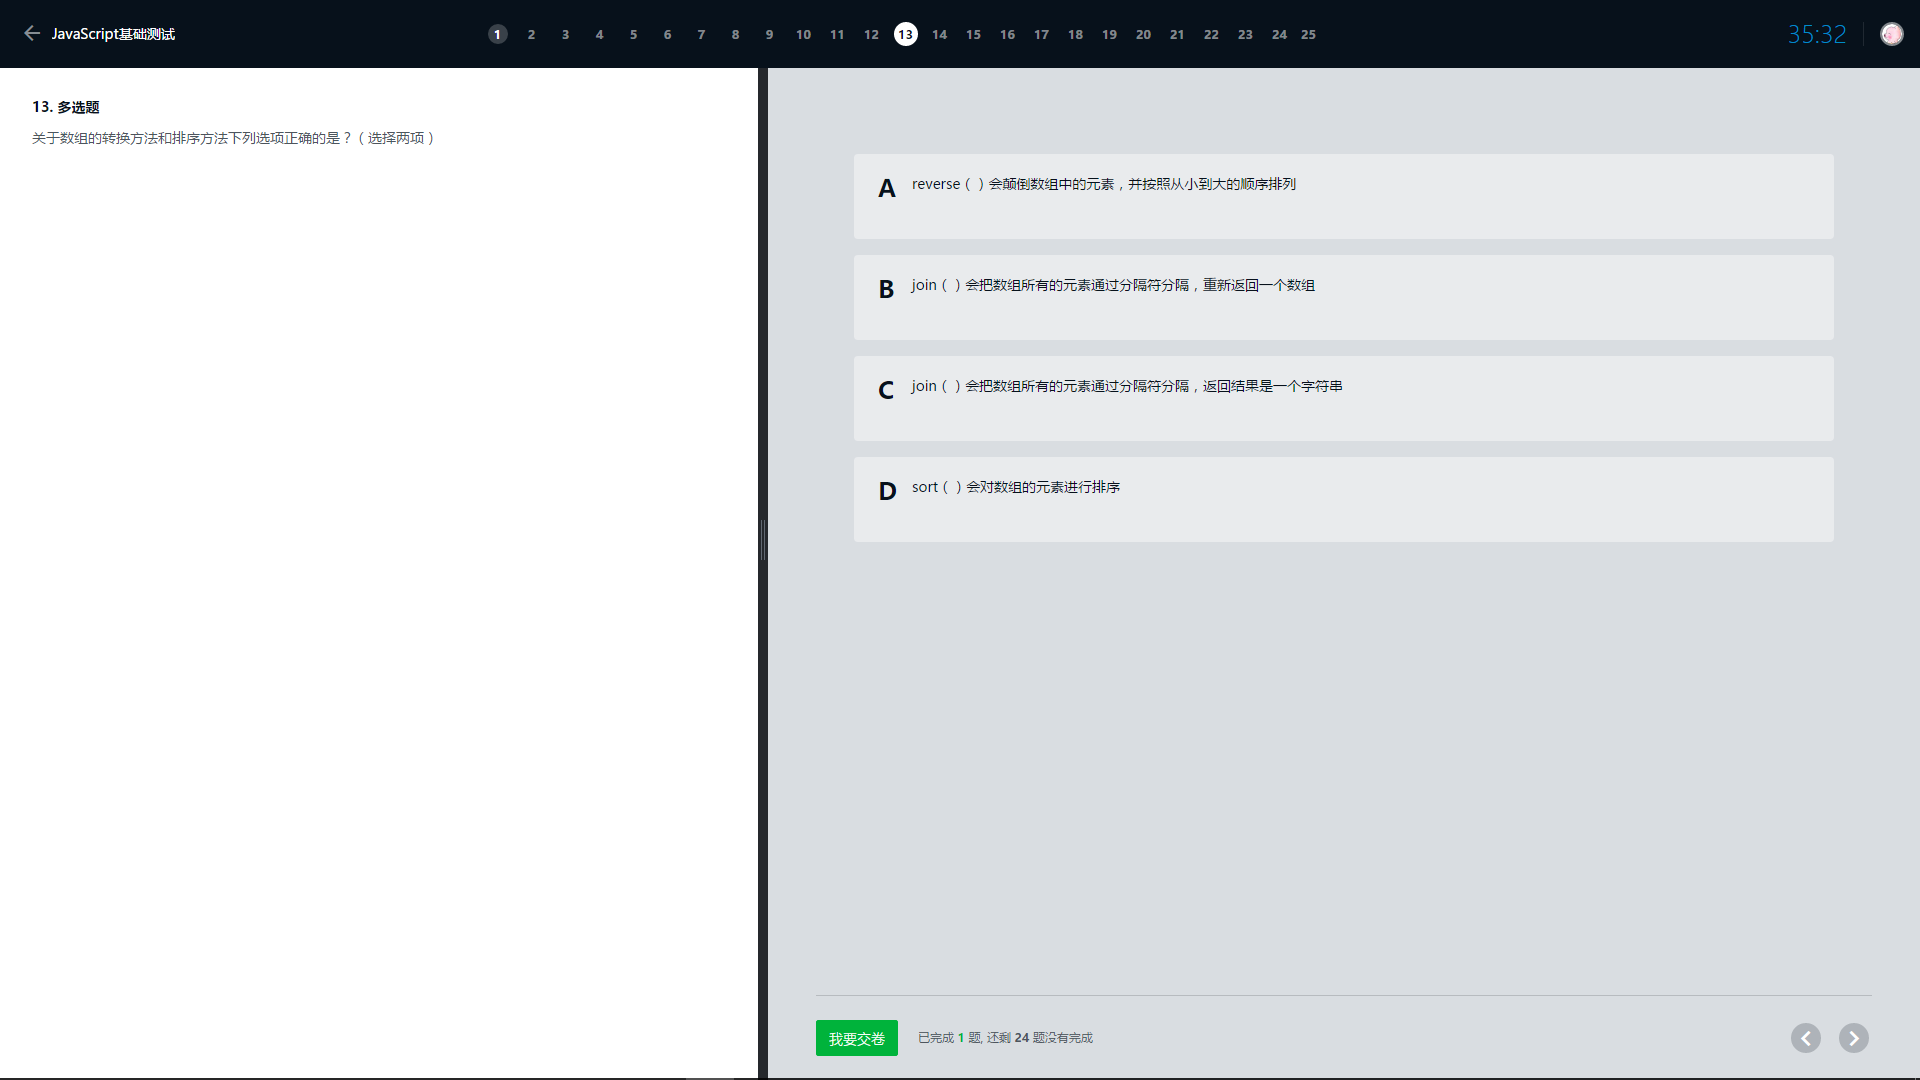 JavaScript基础测试 1 2 3 4 5 6 7 8 9 10 11 12 13 14 15 16 17 18 19 20 21 22 23 24 25 35:32
13. 多选题
关于数组的转换方法和排序方法下列选项正确的是？（选择两项）
A reverse（ ）会颠倒数组中的元素，并按照从小到大的顺序排列
B join（ ）会把数组所有的元素通过分隔符分隔，重新返回一个数组
C join（ ）会把数组所有的元素通过分隔符分隔，返回结果是一个字符串
D sort（ ）会对数组的元素进行排序
我要交卷 已完成 1 题, 还剩 24 题没有完成